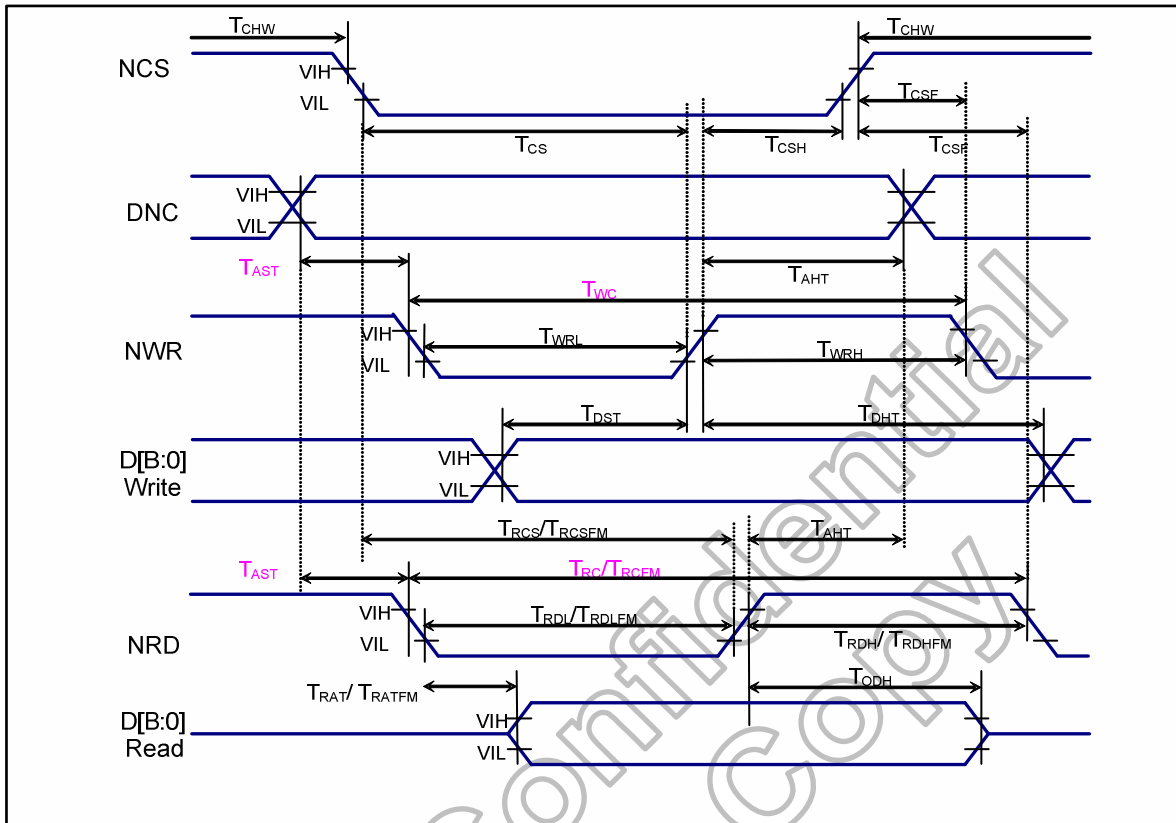 TCHW TCHW
NCS
VIH
VIL
TCSF
TCS TCSH TCSF
DNC
VIH
VIL
TAST TAHT
TWC
NWR
VIH
VIL
TWRL TWRH
TDST TDHT
D[B:0]
Write
VIH
VIL
TRCS/TRCSFM TAHT
TAST TRC/TRCFM
NRD
VIH
VIL
TRDL/TRDLFM TRDH/ TRDHFM
TRAT/ TRATFM TODH
D[B:0]
Read
VIH
VIL
Confidential
Copy